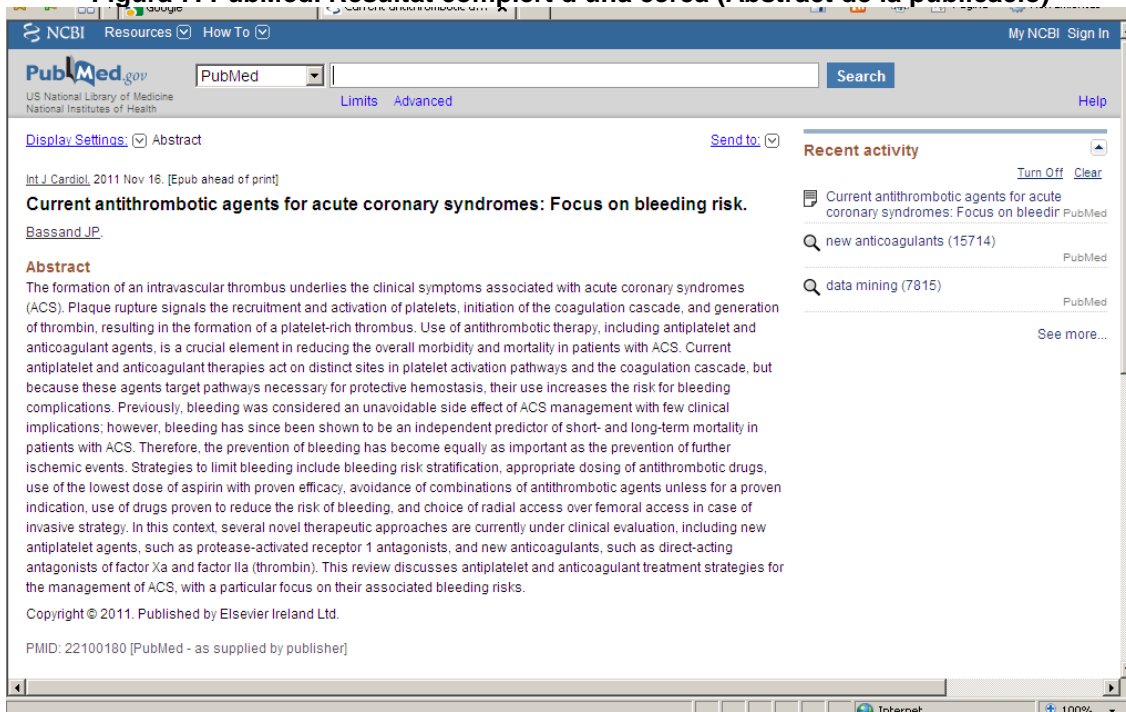 Figura 7. PubMed. Resultat complert d'una cerca (Abstract de la publicació)
Google
NCBI Resources How To My NCBI Sign In
PubMed.gov
US National Library of Medicine
National Institutes of Health
PubMed
Search
Limits Advanced
Help
Display Settings: Abstract
Send to:
Int J Cardiol. 2011 Nov 16. [Epub ahead of print]
Current antithrombotic agents for acute coronary syndromes: Focus on bleeding risk.
Bassand JP.
Abstract
The formation of an intravascular thrombus underlies the clinical symptoms associated with acute coronary syndromes
(ACS). Plaque rupture signals the recruitment and activation of platelets, initiation of the coagulation cascade, and generation
of thrombin, resulting in the formation of a platelet-rich thrombus. Use of antithrombotic therapy, including antiplatelet and
anticoagulant agents, is a crucial element in reducing the overall morbidity and mortality in patients with ACS. Current
antiplatelet and anticoagulant therapies act on distinct sites in platelet activation pathways and the coagulation cascade, but
because these agents target pathways necessary for protective hemostasis, their use increases the risk for bleeding
complications. Previously, bleeding was considered an unavoidable side effect of ACS management with few clinical
implications; however, bleeding has since been shown to be an independent predictor of short- and long-term mortality in
patients with ACS. Therefore, the prevention of bleeding has become equally as important as the prevention of further
ischemic events. Strategies to limit bleeding include bleeding risk stratification, appropriate dosing of antithrombotic drugs,
use of the lowest dose of aspirin with proven efficacy, avoidance of combinations of antithrombotic agents unless for a proven
indication, use of drugs proven to reduce the risk of bleeding, and choice of radial access over femoral access in case of
invasive strategy. In this context, several novel therapeutic approaches are currently under clinical evaluation, including new
antiplatelet agents, such as protease-activated receptor 1 antagonists, and new anticoagulants, such as direct-acting
antagonists of factor Xa and factor IIa (thrombin). This review discusses antiplatelet and anticoagulant treatment strategies for
the management of ACS, with a particular focus on their associated bleeding risks.
Copyright © 2011. Published by Elsevier Ireland Ltd.
PMID: 22100180 [PubMed - as supplied by publisher]
Recent activity
Turn Off Clear
Current antithrombotic agents for acute
coronary syndromes: Focus on bleedir PubMed
new anticoagulants (15714)
PubMed
data mining (7815)
PubMed
See more...
Internet
100%